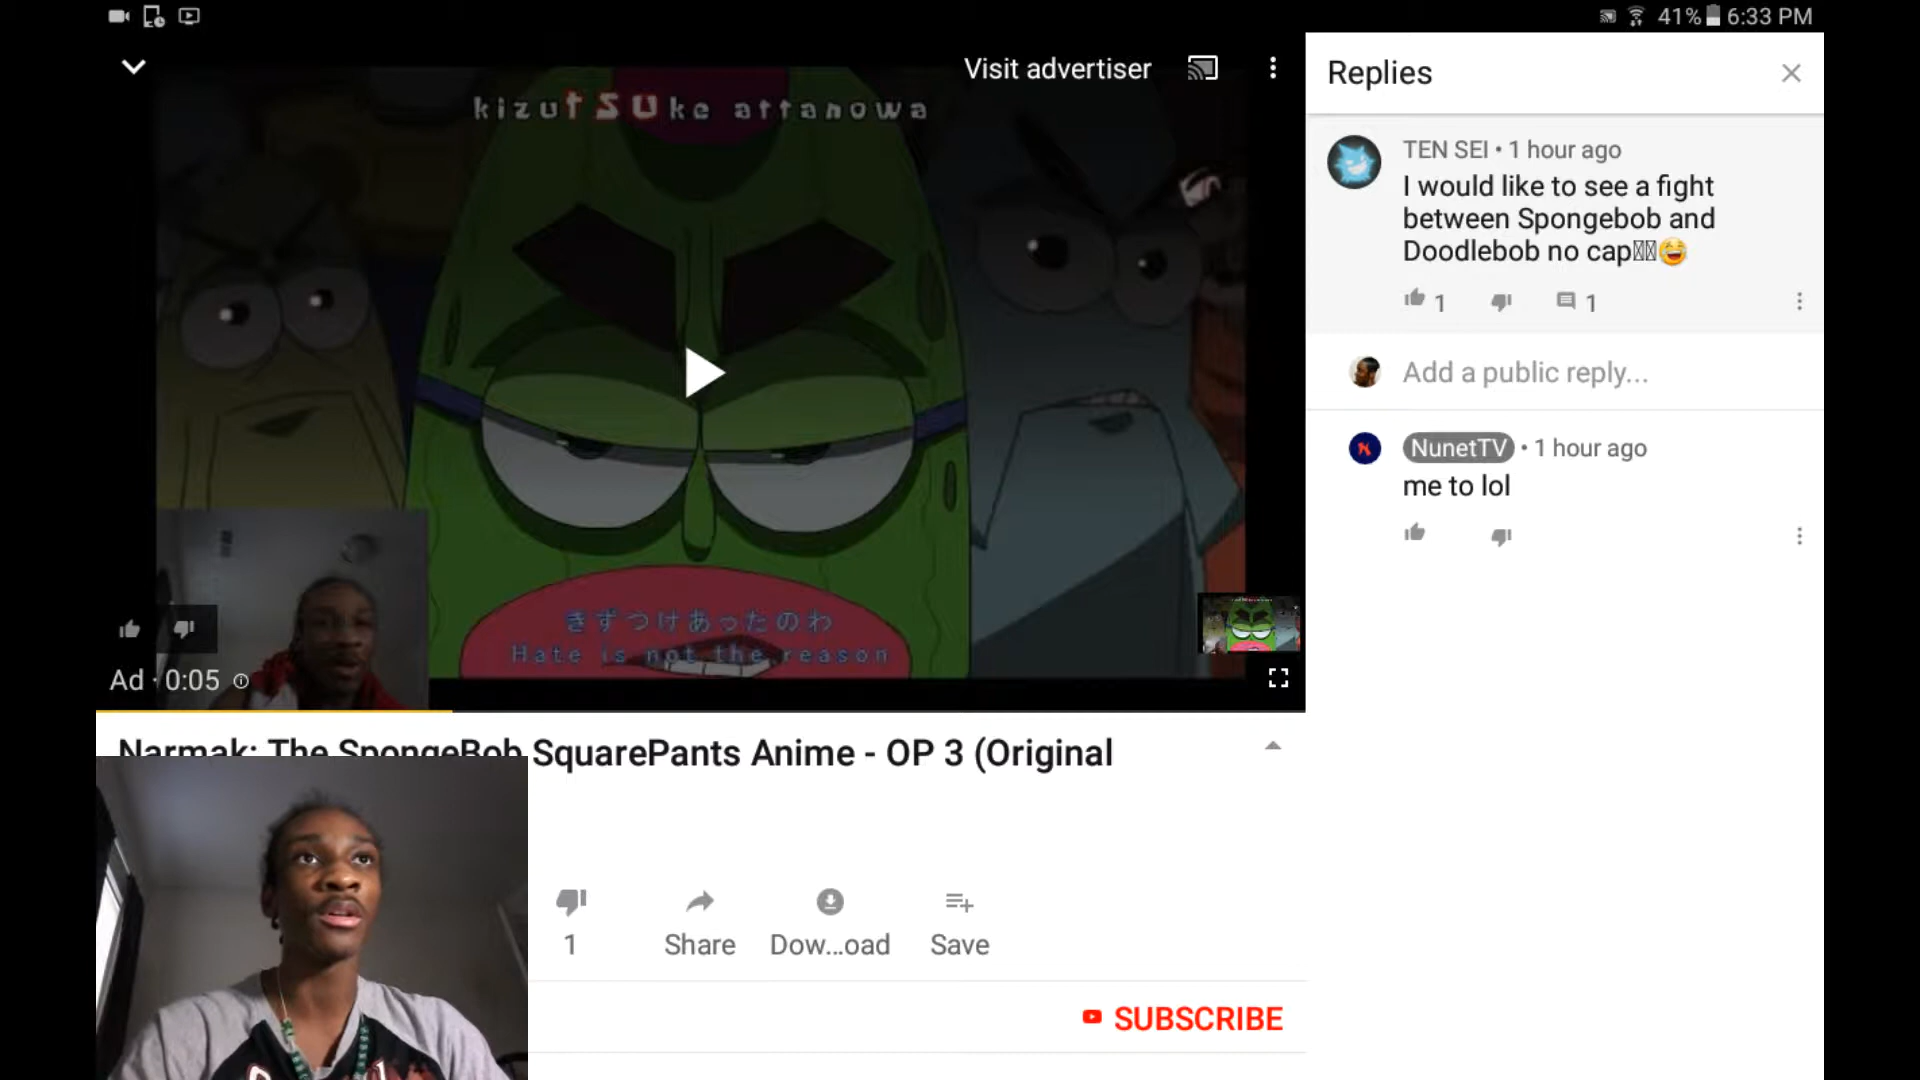 41% 6:33 PM
Visit advertiser
kizuTSUke attanowa
きずつけあったのわ
Hate is not the reason
Ad · 0:05
Narmak: The SpongeBob SquarePants Anime - OP 3 (Original
1
Share
Dow...oad
Save
SUBSCRIBE
Replies
TEN SEI • 1 hour ago
I would like to see a fight
between Spongebob and
Doodlebob no cap😅
1 1
Add a public reply...
NunetTV • 1 hour ago
me to lol